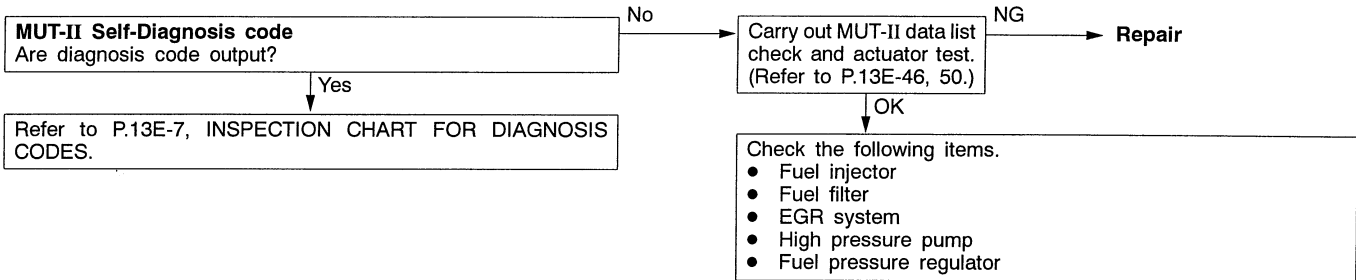 MUT-II Self-Diagnosis code
Are diagnosis code output?
No
Carry out MUT-II data list
check and actuator test.
(Refer to P.13E-46, 50.)
NG
Repair
Yes
OK
Refer to P.13E-7, INSPECTION CHART FOR DIAGNOSIS
CODES.
Check the following items.
● Fuel injector
● Fuel filter
● EGR system
● High pressure pump
● Fuel pressure regulator